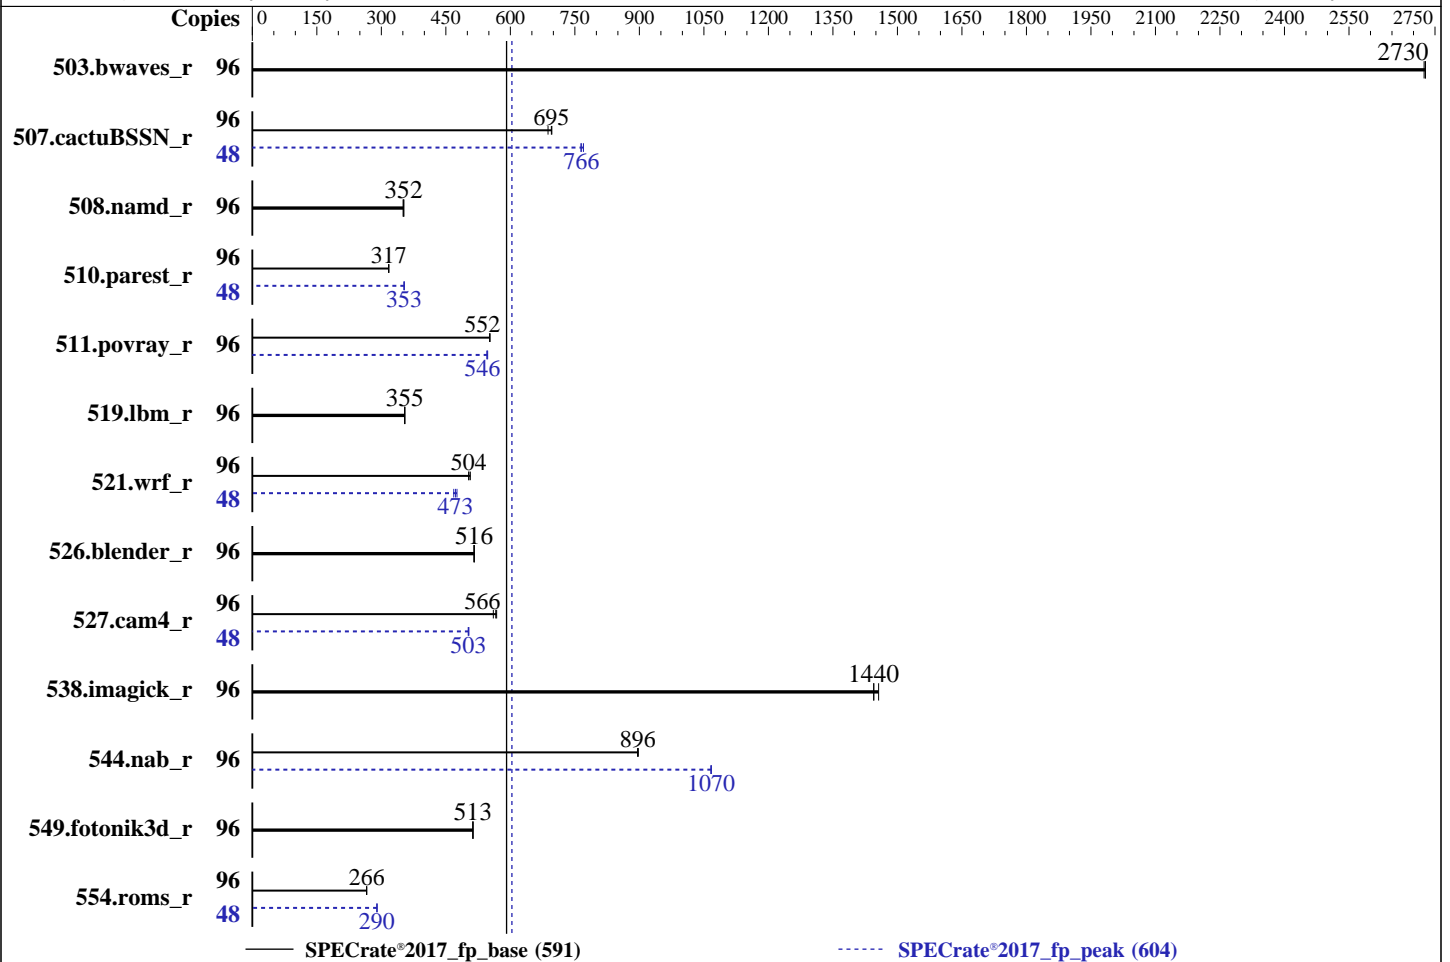 Copies 0 150 300 450 600 750 900 1050 1200 1350 1450 1650 1800 1950 2100 2250 2400 2550 2750
503.bwaves_r 96 2730
507.cactuBSSN_r 96 695
48 766
508.namd_r 96 352
510.parest_r 96 317
48 353
511.povray_r 96 552
546
519.lbm_r 96 355
521.wrf_r 96 504
48 473
526.blender_r 96 516
527.cam4_r 96 566
48 503
538.imagick_r 96 1440
544.nab_r 96 896
1070
549.fotonik3d_r 96 513
554.roms_r 96 266
48 290
SPECrate®2017_fp_base (591) SPECrate®2017_fp_peak (604)